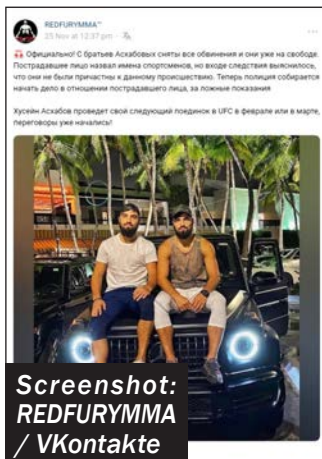 REDFURYMMA™
25 Nov at 12:37 pm
Официально! С братьев Асхабовых сняты все обвинения и они уже на свободе.
Пострадавшее лицо назвал имена спортсменов, но входе следствия выяснилось,
что они не были причастны к данному происшествию. Теперь полиция собирается
начать дело в отношении пострадавшего лица, за ложные показания
Хусейн Асхабов проведет свой следующий поединок в UFC в феврале или в марте,
переговоры уже начались!
Screenshot:
REDFURYMMA
/ VKontakte